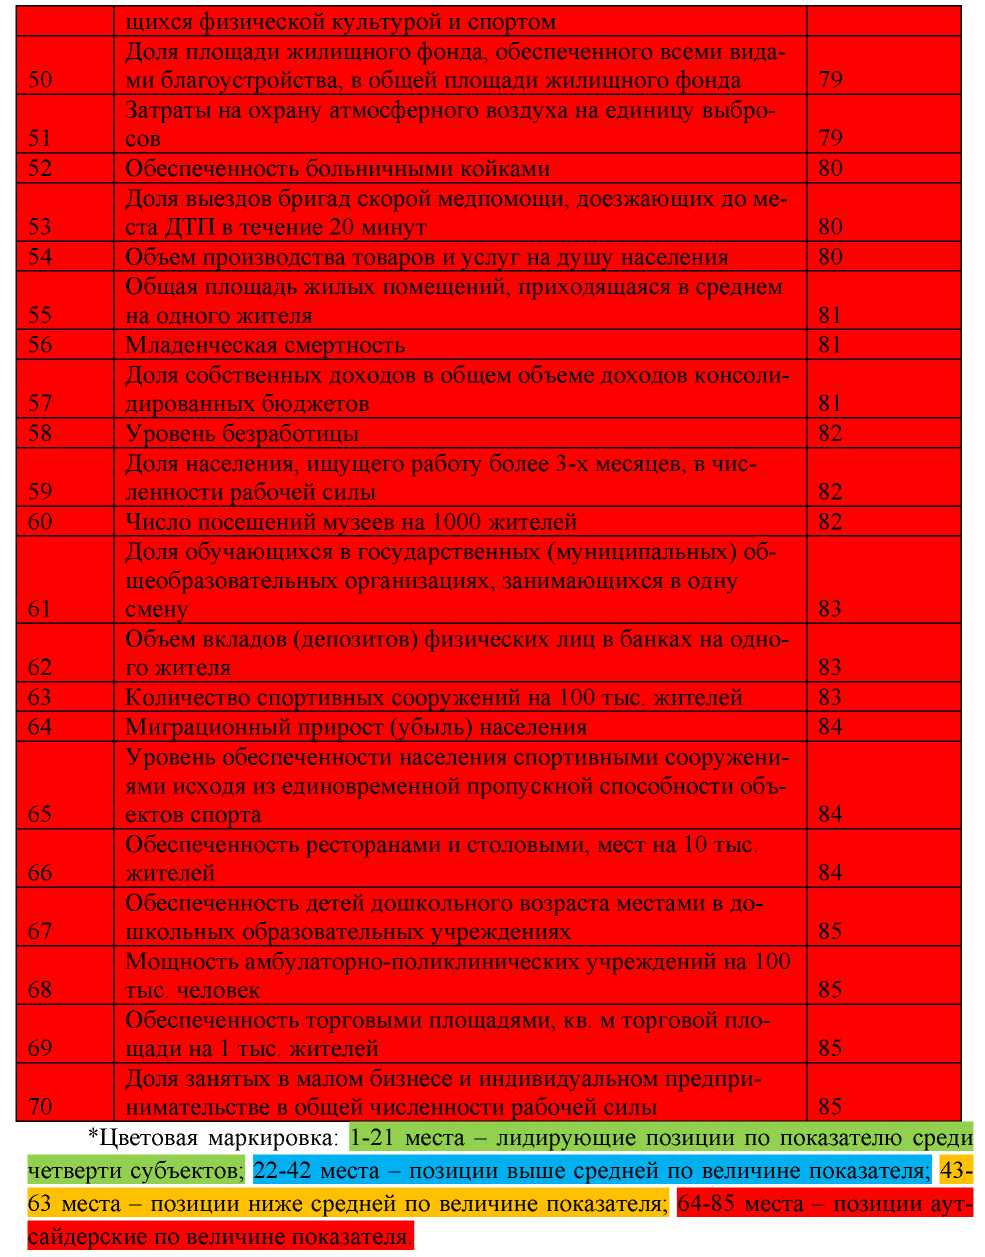 щихся физической культурой и спортом
Доля площади жилищного фонда, обеспеченного всеми вида-
50 ми благоустройства, в общей площади жилищного фонда 79
Затраты на охрану атмосферного воздуха на единицу выбро-
51 сов 79
52 Обеспеченность больничными койками 80
Доля выездов бригад скорой медпомощи, доезжающих до ме-
53 ста ДТП в течение 20 минут 80
54 Объем производства товаров и услуг на душу населения 80
Общая площадь жилых помещений, приходящаяся в среднем
55 на одного жителя 81
56 Младенческая смертность 81
Доля собственных доходов в общем объеме доходов консоли-
57 дированных бюджетов 81
58 Уровень безработицы 82
Доля населения, ищущего работу более 3-х месяцев, в чис-
59 ленности рабочей силы 82
60 Число посещений музеев на 1000 жителей 82
Доля обучающихся в государственных (муниципальных) об-
щеобразовательных организациях, занимающихся в одну
61 смену 83
Объем вкладов (депозитов) физических лиц в банках на одно-
62 го жителя 83
63 Количество спортивных сооружений на 100 тыс. жителей 83
64 Миграционный прирост (убыль) населения 84
Уровень обеспеченности населения спортивными сооружени-
ями исходя из единовременной пропускной способности объ-
65 ектов спорта 84
Обеспеченность ресторанами и столовыми, мест на 10 тыс.
66 жителей 84
Обеспеченность детей дошкольного возраста местами в до-
67 школьных образовательных учреждениях 85
Мощность амбулаторно-поликлинических учреждений на 100
68 тыс. человек 85
Обеспеченность торговыми площадями, кв. м торговой пло-
69 щади на 1 тыс. жителей 85
Доля занятых в малом бизнесе и индивидуальном предпри-
70 нимательстве в общей численности рабочей силы 85
*Цветовая маркировка: 1-21 места – лидирующие позиции по показателю среди
четверти субъектов; 22-42 места – позиции выше средней по величине показателя; 43-
63 места – позиции ниже средней по величине показателя; 64-85 места – позиции аут-
сайдерские по величине показателя